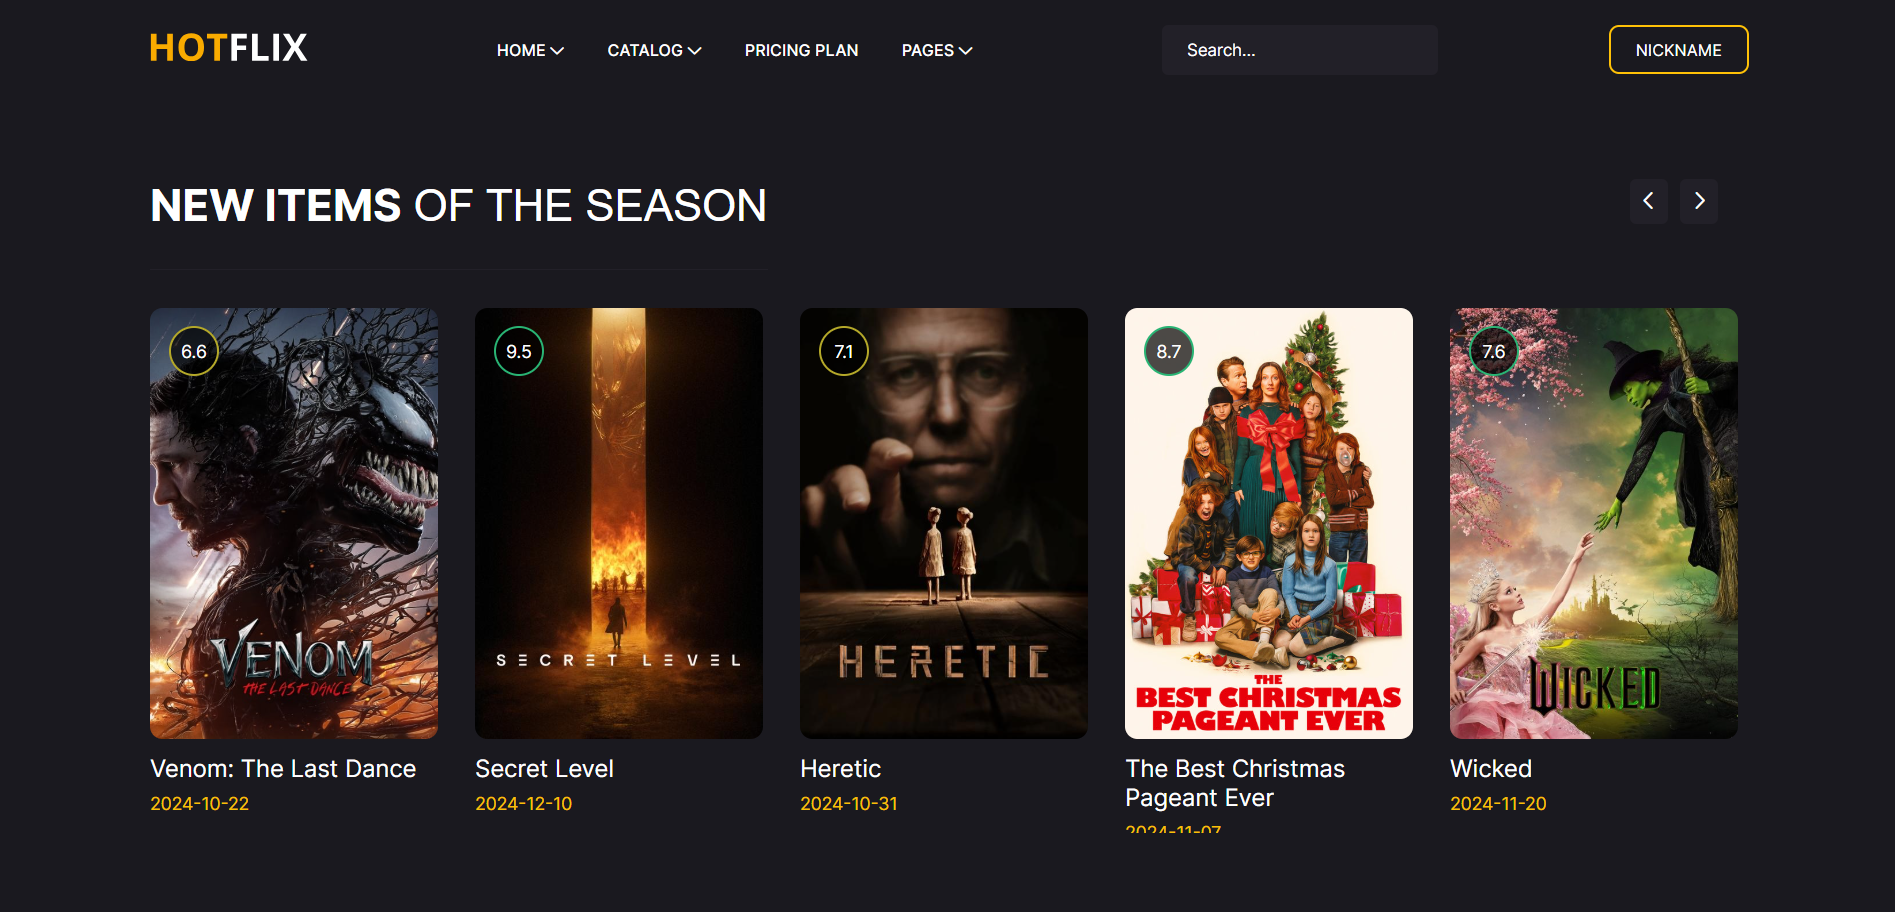 HOTFLIX
HOME
CATALOG
PRICING PLAN
PAGES
Search...
NICKNAME
NEW ITEMS OF THE SEASON
6.6
VENOM
THE LAST DANCE
Venom: The Last Dance
2024-10-22
9.5
SECRET LEVEL
Secret Level
2024-12-10
7.1
HERETIC
Heretic
2024-10-31
8.7
THE
BEST CHRISTMAS
PAGEANT EVER
The Best Christmas
Pageant Ever
2024-11-07
7.6
WICKED
Wicked
2024-11-20